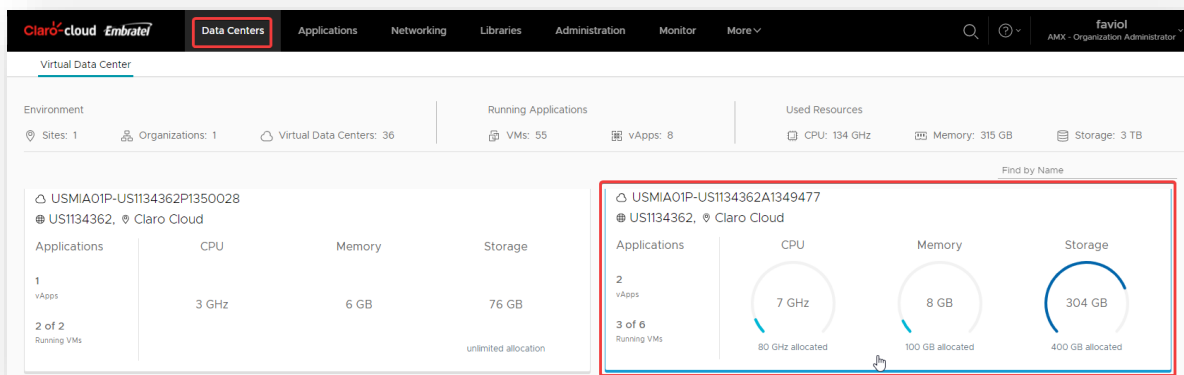 Claro-cloud Embratel Data Centers Applications Networking Libraries Administration Monitor More faviol
AMX - Organization Administrator
Virtual Data Center
Environment Running Applications Used Resources
Sites: 1 Organizations: 1 Virtual Data Centers: 36 VMs: 55 vApps: 8 CPU: 134 GHz Memory: 315 GB Storage: 3 TB
Find by Name
USMIA01P-US1134362P1350028
US1134362, Claro Cloud
Applications CPU Memory Storage
1
vApps
3 GHz 6 GB 76 GB
2 of 2
Running VMs
unlimited allocation
USMIA01P-US1134362A1349477
US1134362, Claro Cloud
Applications CPU Memory Storage
2
vApps
7 GHz 8 GB 304 GB
3 of 6
Running VMs
80 GHz allocated 100 GB allocated 400 GB allocated